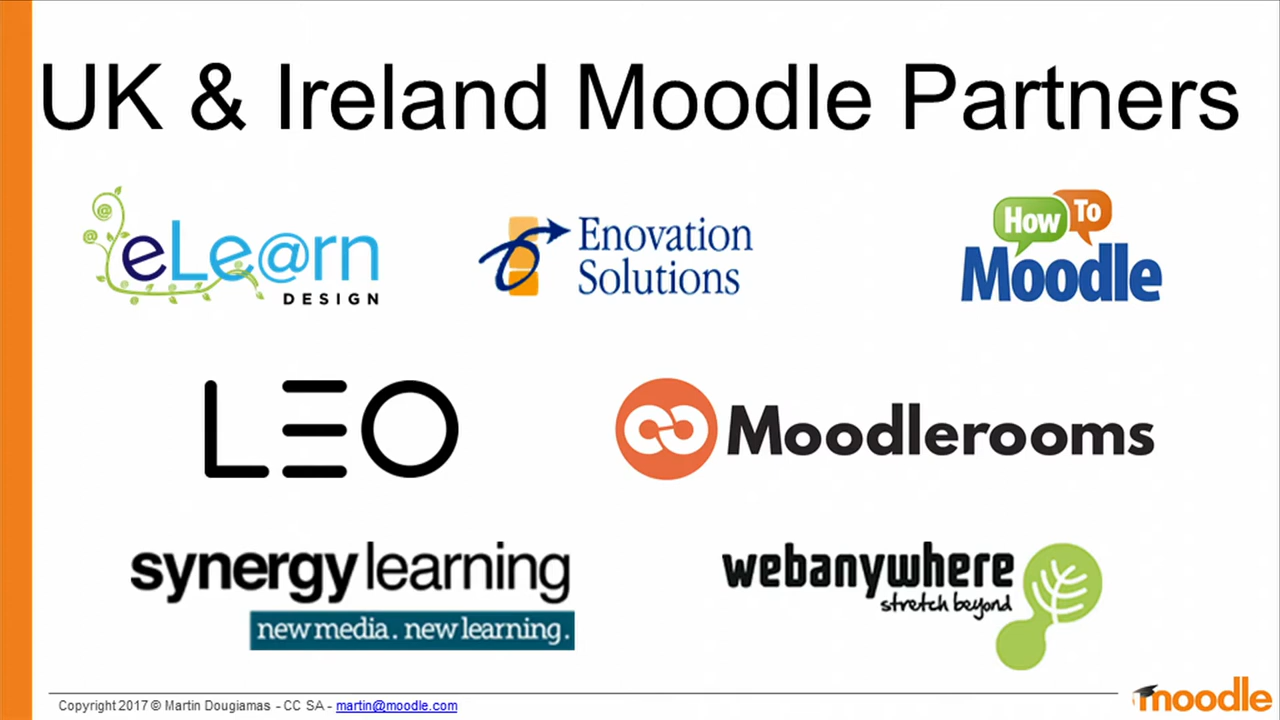 UK & Ireland Moodle Partners
eLe@rn
DESIGN
Enovation
Solutions
How To
Moodle
LEO
Moodlerooms
synergy learning
new media. new learning.
webanywhere
stretch beyond
Copyright 2017 © Martin Dougiamas - CC SA - martin@moodle.com
moodle